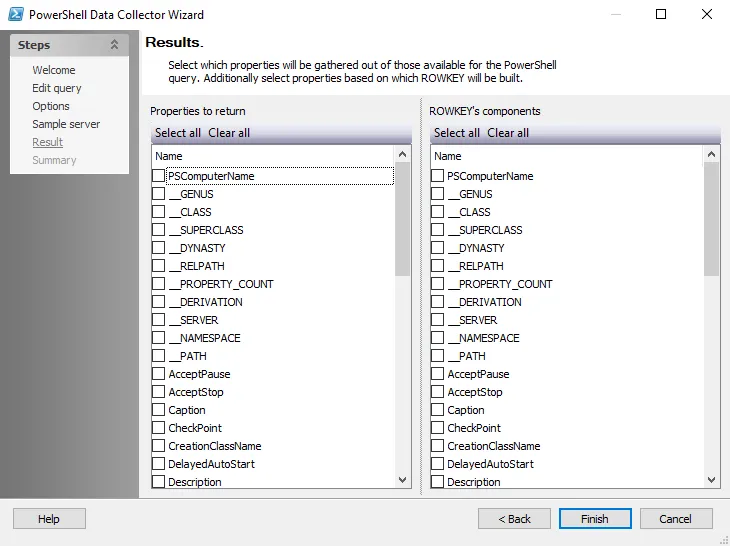 PowerShell Data Collector Wizard
Steps
Welcome
Edit query
Options
Sample server
Result
Summary
Results.
Select which properties will be gathered out of those available for the PowerShell
query. Additionally select properties based on which ROWKEY will be built.
Properties to return
Select all Clear all
Name
PSComputerName
__GENUS
__CLASS
__SUPERCLASS
__DYNASTY
__RELPATH
__PROPERTY_COUNT
__DERIVATION
__SERVER
__NAMESPACE
__PATH
AcceptPause
AcceptStop
Caption
CheckPoint
CreationClassName
DelayedAutoStart
Description
ROWKEY's components
Select all Clear all
Name
PSComputerName
__GENUS
__CLASS
__SUPERCLASS
__DYNASTY
__RELPATH
__PROPERTY_COUNT
__DERIVATION
__SERVER
__NAMESPACE
__PATH
AcceptPause
AcceptStop
Caption
CheckPoint
CreationClassName
DelayedAutoStart
Description
Help
< Back
Finish
Cancel